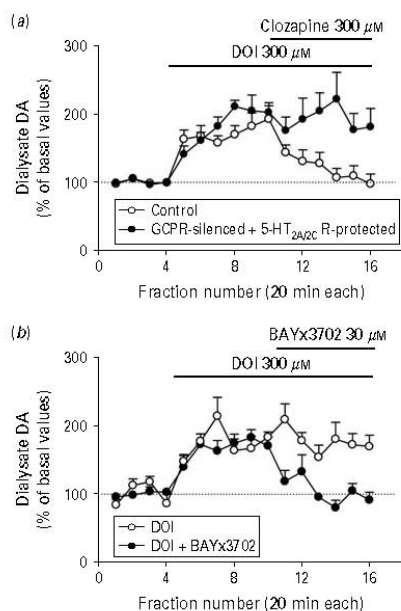 (a)
Clozapine 300 μM
DOI 300 μM
300
200
100
0
Dialysate DA
(% of basal values)
Control
GCPR-silenced + 5-HT2A/2C R-protected
0 4 8 12 16
Fraction number (20 min each)
(b)
BAYx3702 30 μM
DOI 300 μM
300
200
100
0
Dialysate DA
(% of basal values)
DOI
DOI + BAYx3702
0 4 8 12 16
Fraction number (20 min each)